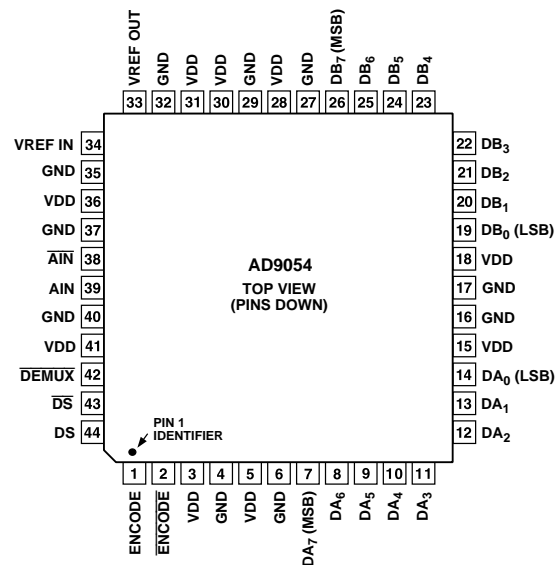 VREF OUT
GND
VDD
VDD
GND
VDD
GND
DB7 (MSB)
DB6
DB5
DB4
33 32 31 30 29 28 27 26 25 24 23
VREF IN 34
GND 35
VDD 36
GND 37
A̅I̅N̅ 38
AIN 39
GND 40
VDD 41
D̅E̅M̅U̅X̅ 42
D̅S̅ 43
DS 44
AD9054
TOP VIEW
(PINS DOWN)
PIN 1
IDENTIFIER
22 DB3
21 DB2
20 DB1
19 DB0 (LSB)
18 VDD
17 GND
16 GND
15 VDD
14 DA0 (LSB)
13 DA1
12 DA2
1 2 3 4 5 6 7 8 9 10 11
ENCODE
E̅N̅C̅O̅D̅E̅
VDD
GND
VDD
GND
DA7 (MSB)
DA6
DA5
DA4
DA3